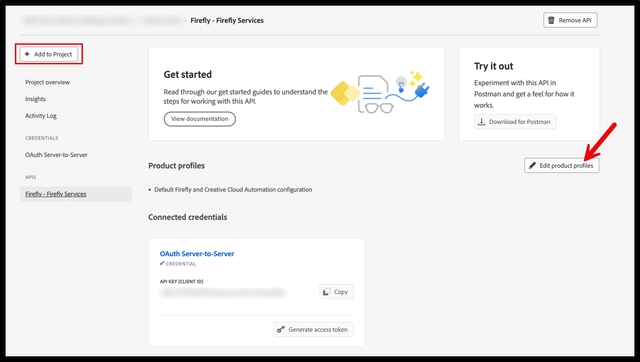 › Firefly - Firefly Services
Remove API
+ Add to Project
Project overview
Insights
Activity Log
CREDENTIALS
OAuth Server-to-Server
APIS
Firefly - Firefly Services
Get started
Read through our get started guides to understand the
steps for working with this API.
View documentation
Try it out
Experiment with this API in
Postman and get a feel for how it
works.
Download for Postman
Product profiles
Edit product profiles
• Default Firefly and Creative Cloud Automation configuration
Connected credentials
OAuth Server-to-Server
CREDENTIAL
API KEY (CLIENT ID)
Copy
Generate access token